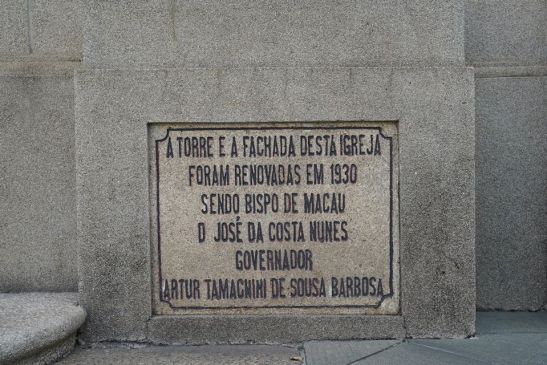 A TORRE E A FACHADA DESTA IGREJA
FORAM RENOVADAS EM 1930
SENDO BISPO DE MACAU
D JOSÉ DA COSTA NUNES
GOVERNADOR
ARTUR TAMAGNINI DE SOUSA BARBOSA